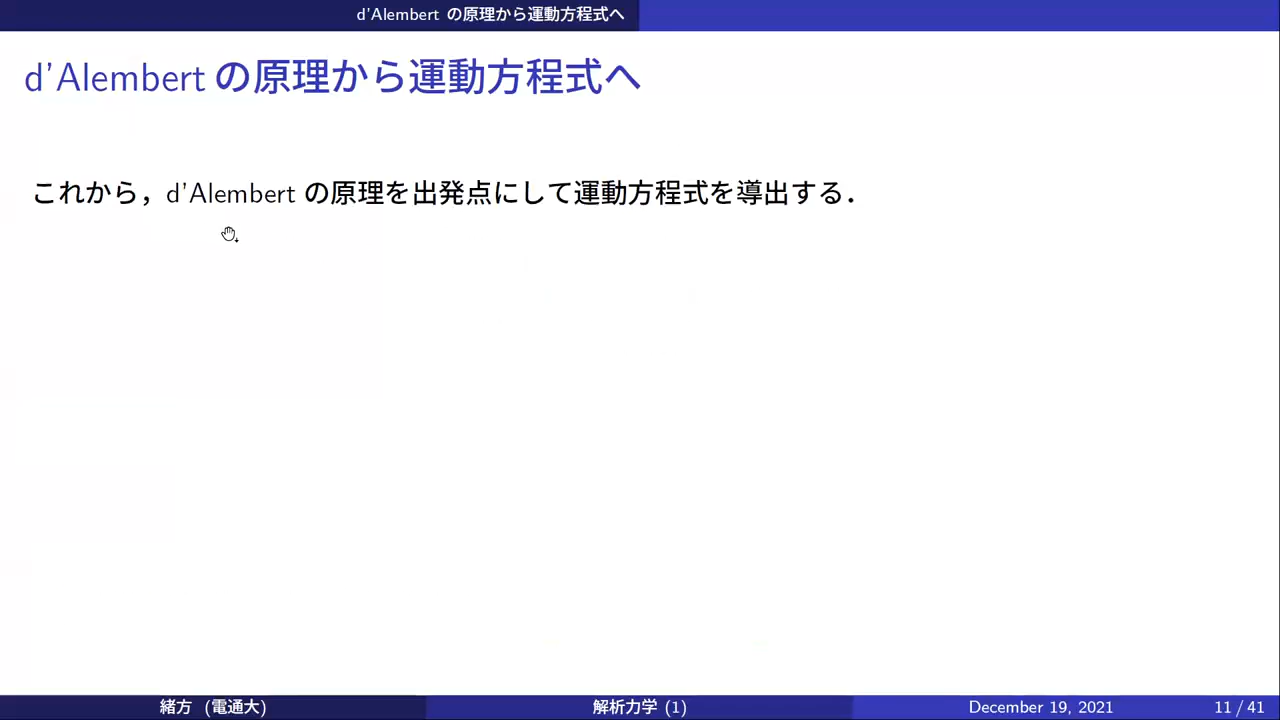 d'Alembert の原理から運動方程式へ
d'Alembert の原理から運動方程式へ
これから，d'Alembert の原理を出発点にして運動方程式を導出する．
緒方 (電通大)
解析力学 (1)
December 19, 2021
11 / 41